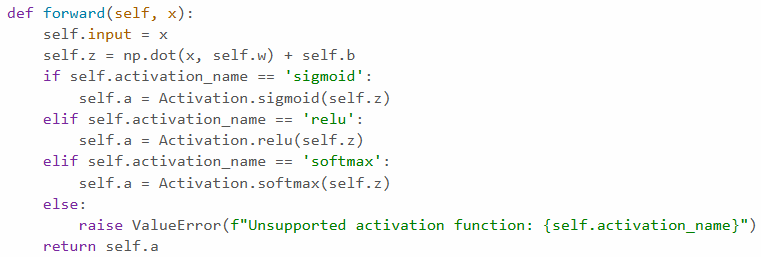 def forward(self, x):
    self.input = x
    self.z = np.dot(x, self.w) + self.b
    if self.activation_name == 'sigmoid':
        self.a = Activation.sigmoid(self.z)
    elif self.activation_name == 'relu':
        self.a = Activation.relu(self.z)
    elif self.activation_name == 'softmax':
        self.a = Activation.softmax(self.z)
    else:
        raise ValueError(f"Unsupported activation function: {self.activation_name}")
    return self.a